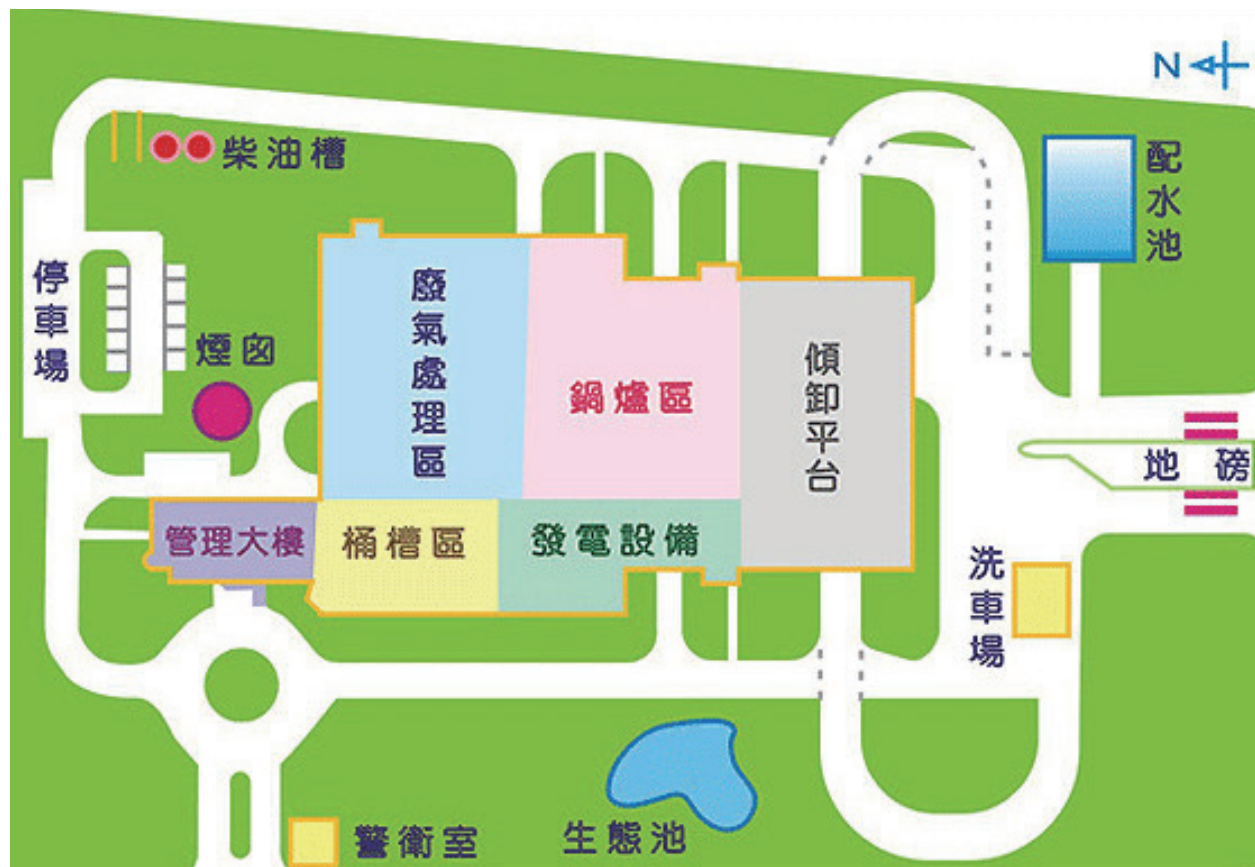 N
柴油槽
配水池
停車場
煙囪
廢氣處理區
鍋爐區
傾卸平台
地磅
管理大樓
桶槽區
發電設備
洗車場
警衛室
生態池